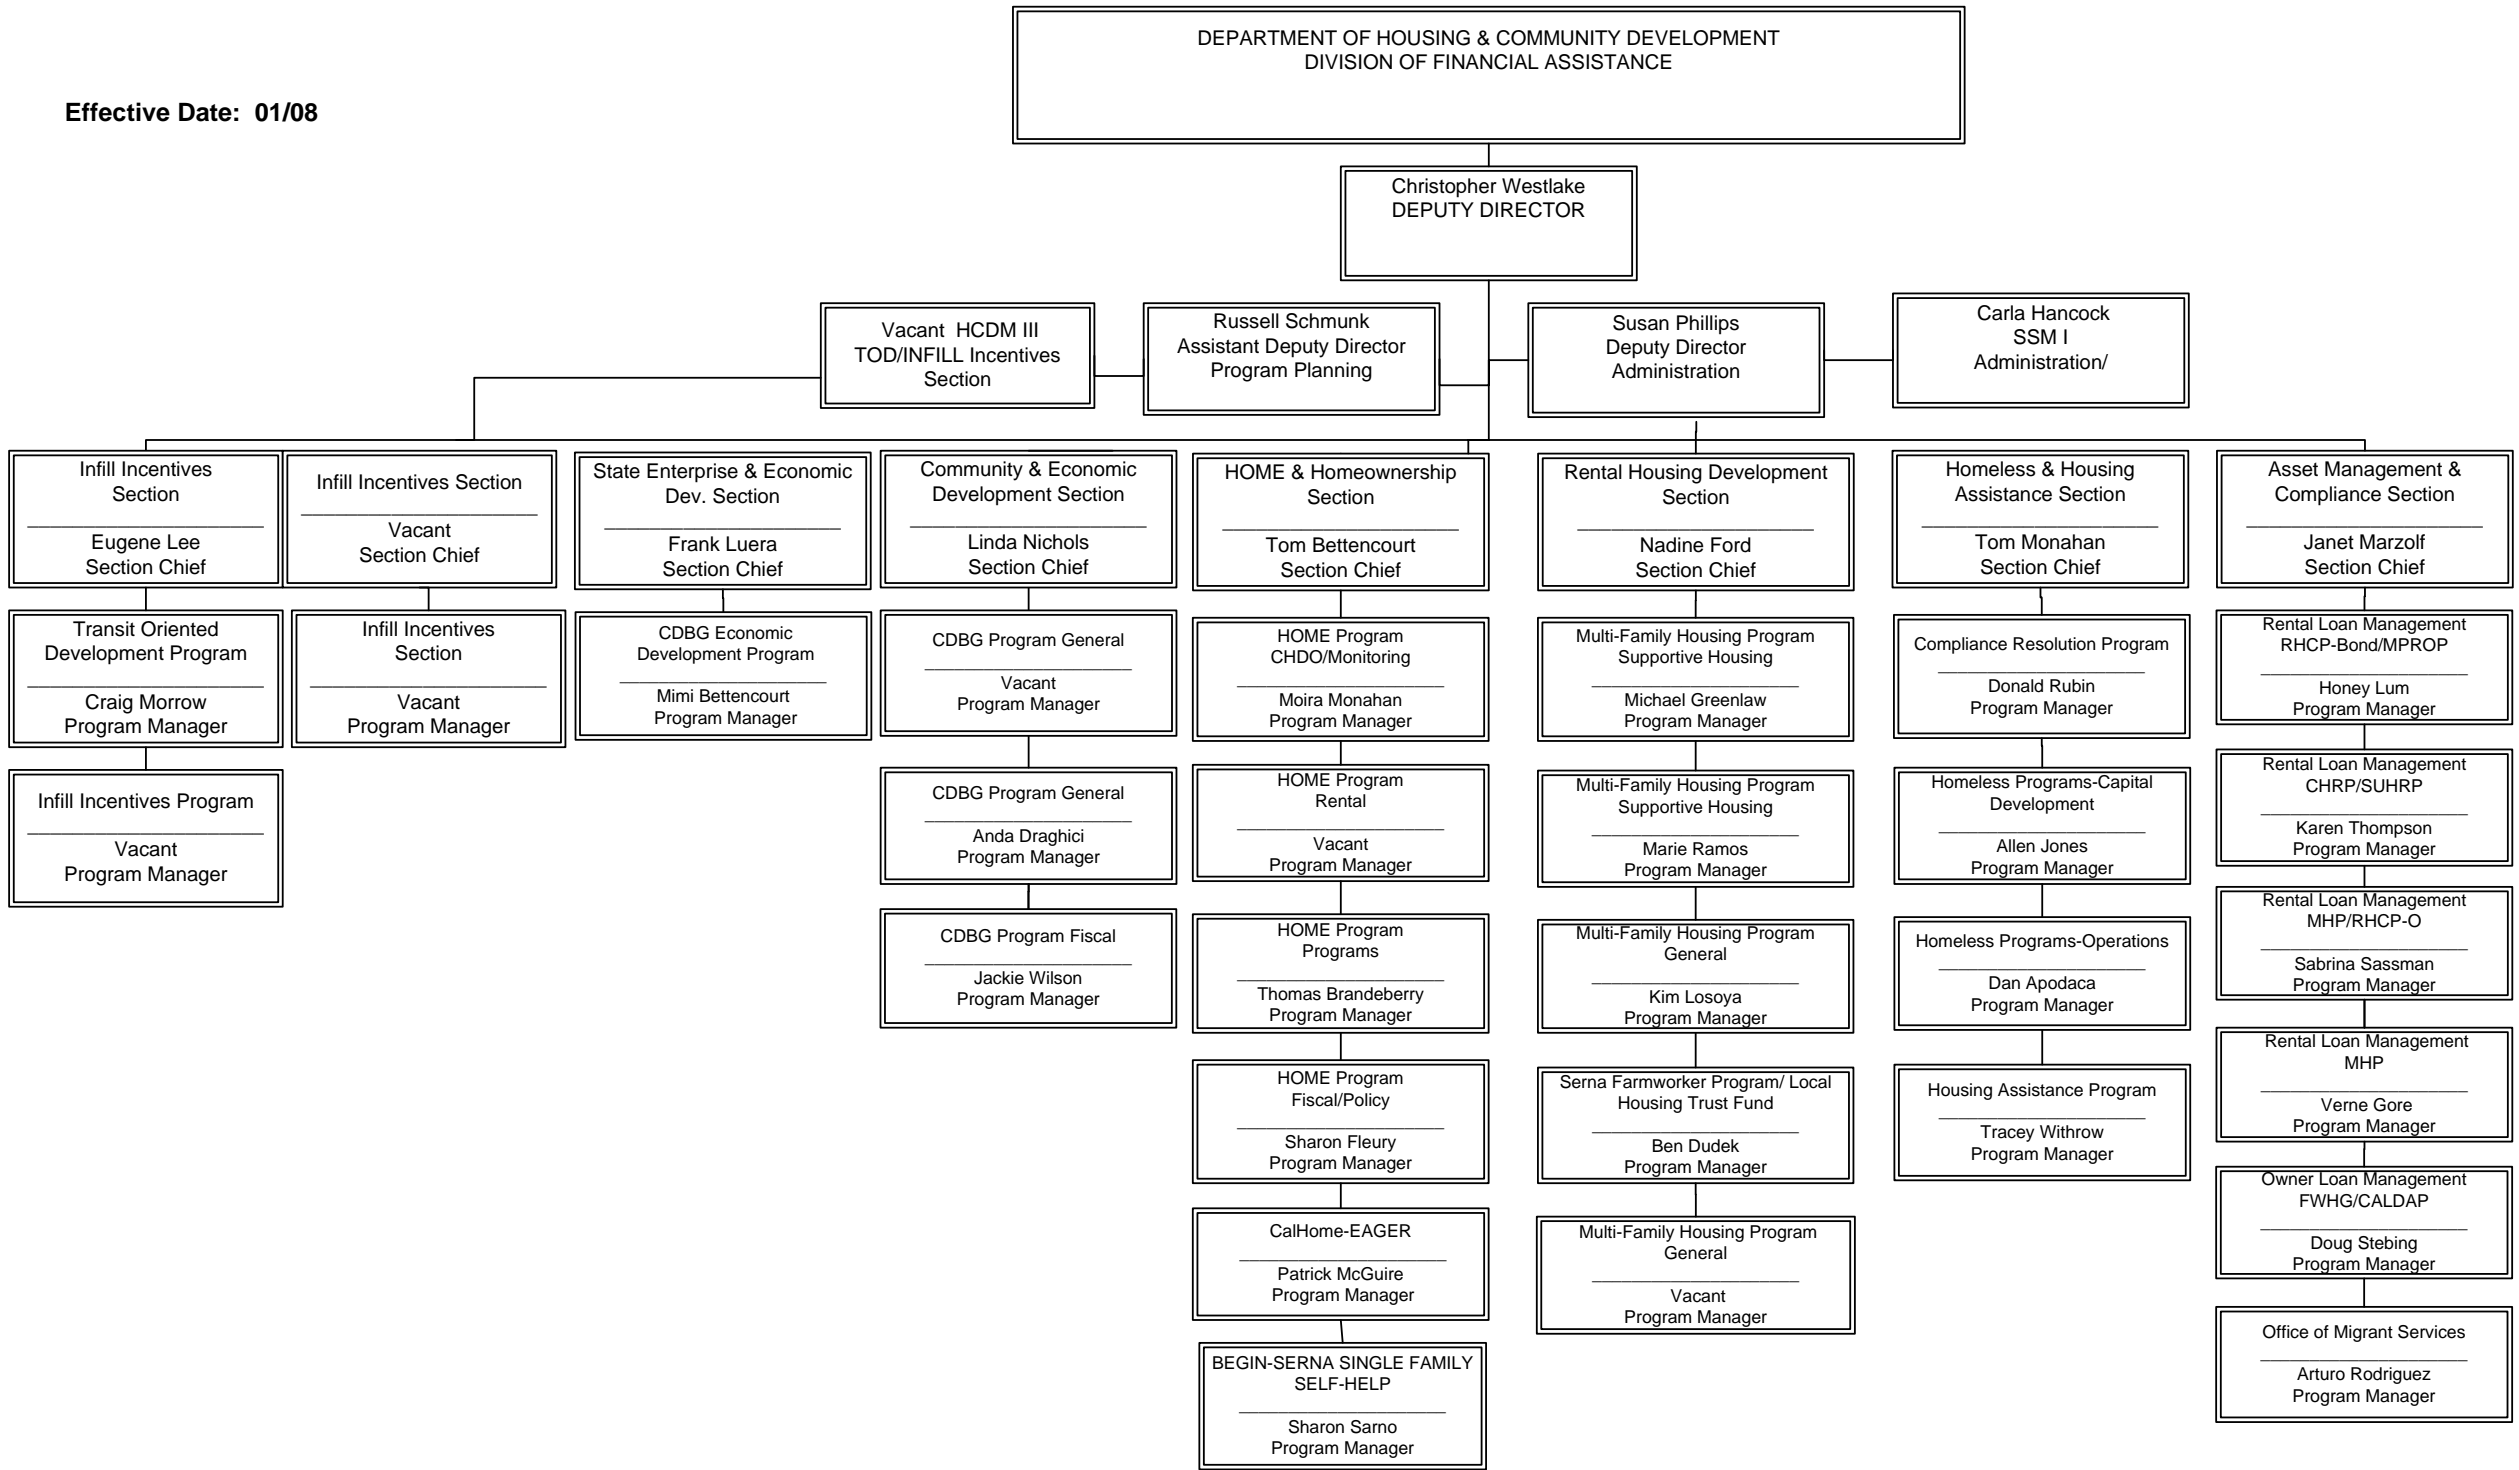 DEPARTMENT OF HOUSING & COMMUNITY DEVELOPMENT
DIVISION OF FINANCIAL ASSISTANCE
Effective Date: 01/08
Christopher Westlake
DEPUTY DIRECTOR
Vacant HCDM III
TOD/INFILL Incentives
Section
Russell Schmunk
Assistant Deputy Director
Program Planning
Susan Phillips
Deputy Director
Administration
Carla Hancock
SSM I
Administration/
Infill Incentives
Section
Eugene Lee
Section Chief
Transit Oriented
Development Program
Craig Morrow
Program Manager
Infill Incentives Program
Vacant
Program Manager
Infill Incentives Section
Vacant
Section Chief
Infill Incentives
Section
Vacant
Program Manager
State Enterprise & Economic
Dev. Section
Frank Luera
Section Chief
CDBG Economic
Development Program
Mimi Bettencourt
Program Manager
Community & Economic
Development Section
Linda Nichols
Section Chief
CDBG Program General
Vacant
Program Manager
CDBG Program General
Anda Draghici
Program Manager
CDBG Program Fiscal
Jackie Wilson
Program Manager
HOME & Homeownership
Section
Tom Bettencourt
Section Chief
HOME Program
CHDO/Monitoring
Moira Monahan
Program Manager
HOME Program
Rental
Vacant
Program Manager
HOME Program
Programs
Thomas Brandeberry
Program Manager
HOME Program
Fiscal/Policy
Sharon Fleury
Program Manager
CalHome-EAGER
Patrick McGuire
Program Manager
BEGIN-SERNA SINGLE FAMILY
SELF-HELP
Sharon Sarno
Program Manager
Rental Housing Development
Section
Nadine Ford
Section Chief
Multi-Family Housing Program
Supportive Housing
Michael Greenlaw
Program Manager
Multi-Family Housing Program
Supportive Housing
Marie Ramos
Program Manager
Multi-Family Housing Program
General
Kim Losoya
Program Manager
Serna Farmworker Program/ Local
Housing Trust Fund
Ben Dudek
Program Manager
Multi-Family Housing Program
General
Vacant
Program Manager
Homeless & Housing
Assistance Section
Tom Monahan
Section Chief
Compliance Resolution Program
Donald Rubin
Program Manager
Homeless Programs-Capital
Development
Allen Jones
Program Manager
Homeless Programs-Operations
Dan Apodaca
Program Manager
Housing Assistance Program
Tracey Withrow
Program Manager
Asset Management &
Compliance Section
Janet Marzolf
Section Chief
Rental Loan Management
RHCP-Bond/MPROP
Honey Lum
Program Manager
Rental Loan Management
CHRP/SUHRP
Karen Thompson
Program Manager
Rental Loan Management
MHP/RHCP-O
Sabrina Sassman
Program Manager
Rental Loan Management
MHP
Verne Gore
Program Manager
Owner Loan Management
FWHG/CALDAP
Doug Stebing
Program Manager
Office of Migrant Services
Arturo Rodriguez
Program Manager